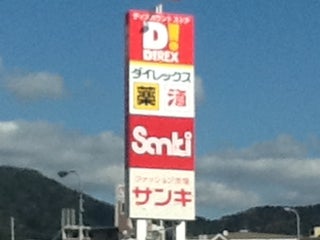 ディスカウントストア
D!
DIREX
ダイレックス
薬 酒
Sanki
ファッション市場
サンキ